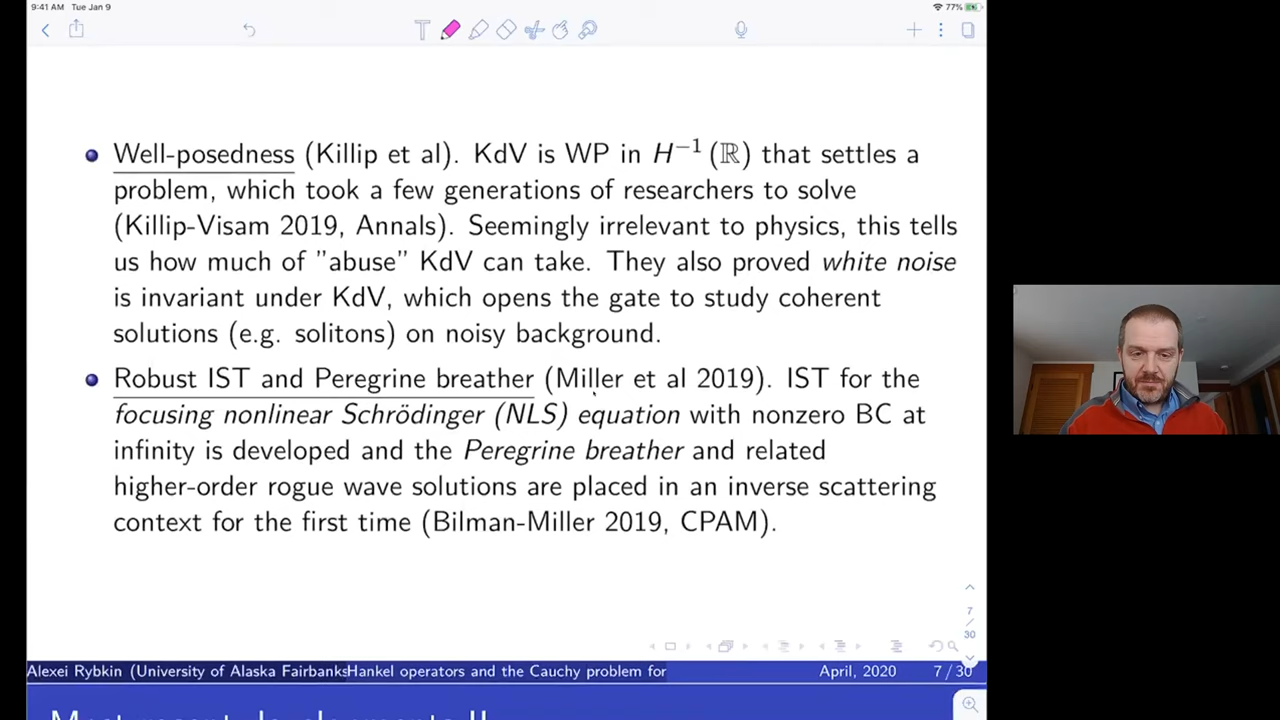 9:41 AM Tue Jan 9
77%
Well-posedness (Killip et al). KdV is WP in H⁻¹ (ℝ) that settles a
problem, which took a few generations of researchers to solve
(Killip-Visam 2019, Annals). Seemingly irrelevant to physics, this tells
us how much of ”abuse” KdV can take. They also proved white noise
is invariant under KdV, which opens the gate to study coherent
solutions (e.g. solitons) on noisy background.
Robust IST and Peregrine breather (Miller et al 2019). IST for the
focusing nonlinear Schrödinger (NLS) equation with nonzero BC at
infinity is developed and the Peregrine breather and related
higher-order rogue wave solutions are placed in an inverse scattering
context for the first time (Bilman-Miller 2019, CPAM).
7
/
30
Alexei Rybkin (University of Alaska Fairbanks Hankel operators and the Cauchy problem for April, 2020 7 / 30
Most recent developments II